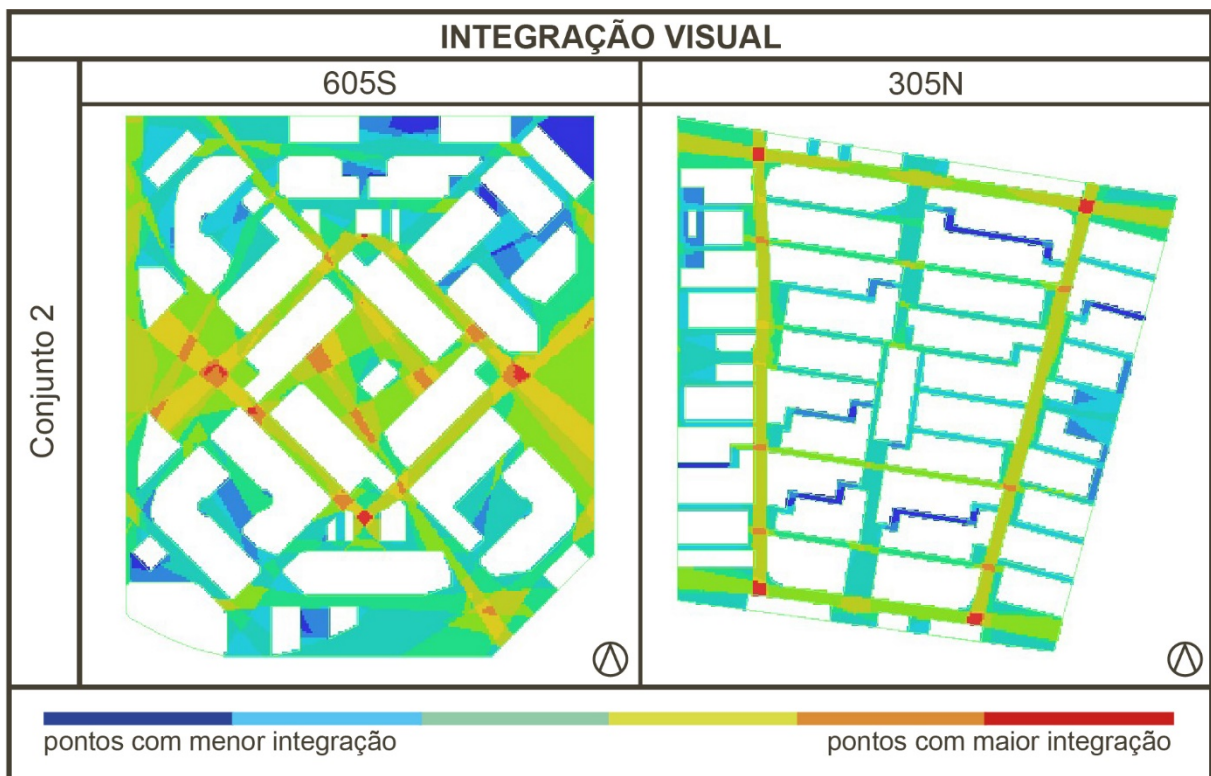 INTEGRAÇÃO VISUAL
605S
305N
Conjunto 2
pontos com menor integração
pontos com maior integração